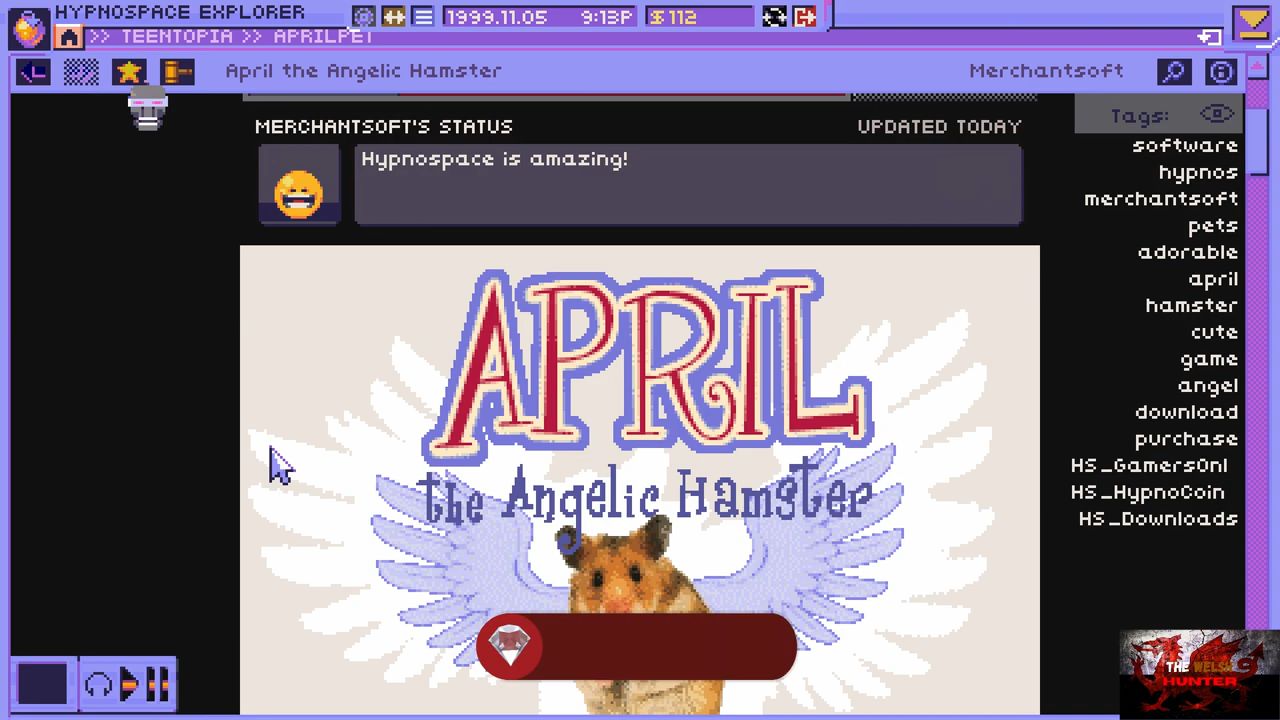 HYPNOSPACE EXPLORER
1999.11.05 9:13P
112
>> TEENTOPIA >> APRILPET
April the Angelic Hamster
Merchantsoft
MERCHANTSOFT'S STATUS
UPDATED TODAY
Hypnospace is amazing!
Tags:
software
hypnos
merchantsoft
pets
adorable
april
hamster
cute
game
angel
download
purchase
HS_GamersOnl
HS_HypnoCoin
HS_Downloads
APRIL
the Angelic Hamster
THE WELSH
HUNTER
9